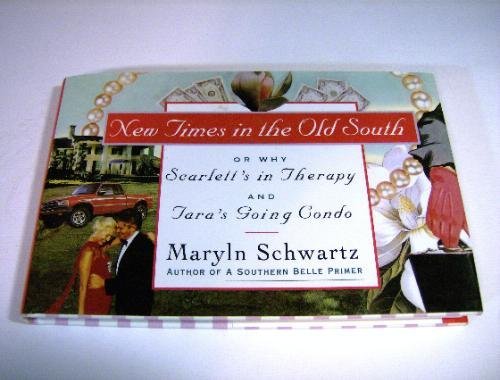 New Times in the Old South
OR WHY
Scarlett's in Therapy
AND
Tara's Going Condo
Maryln Schwartz
AUTHOR OF A SOUTHERN BELLE PRIMER